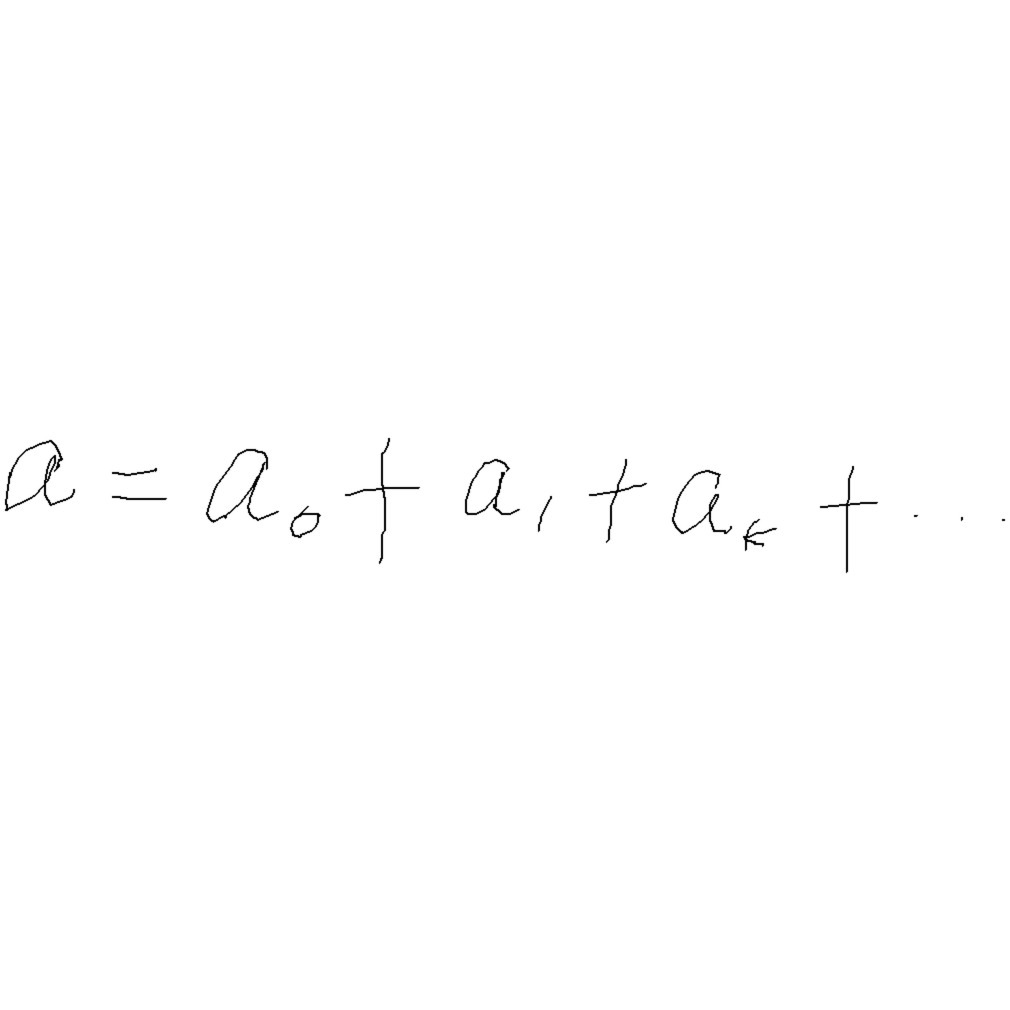 a = a₀ + a₁ + aₖ + ....